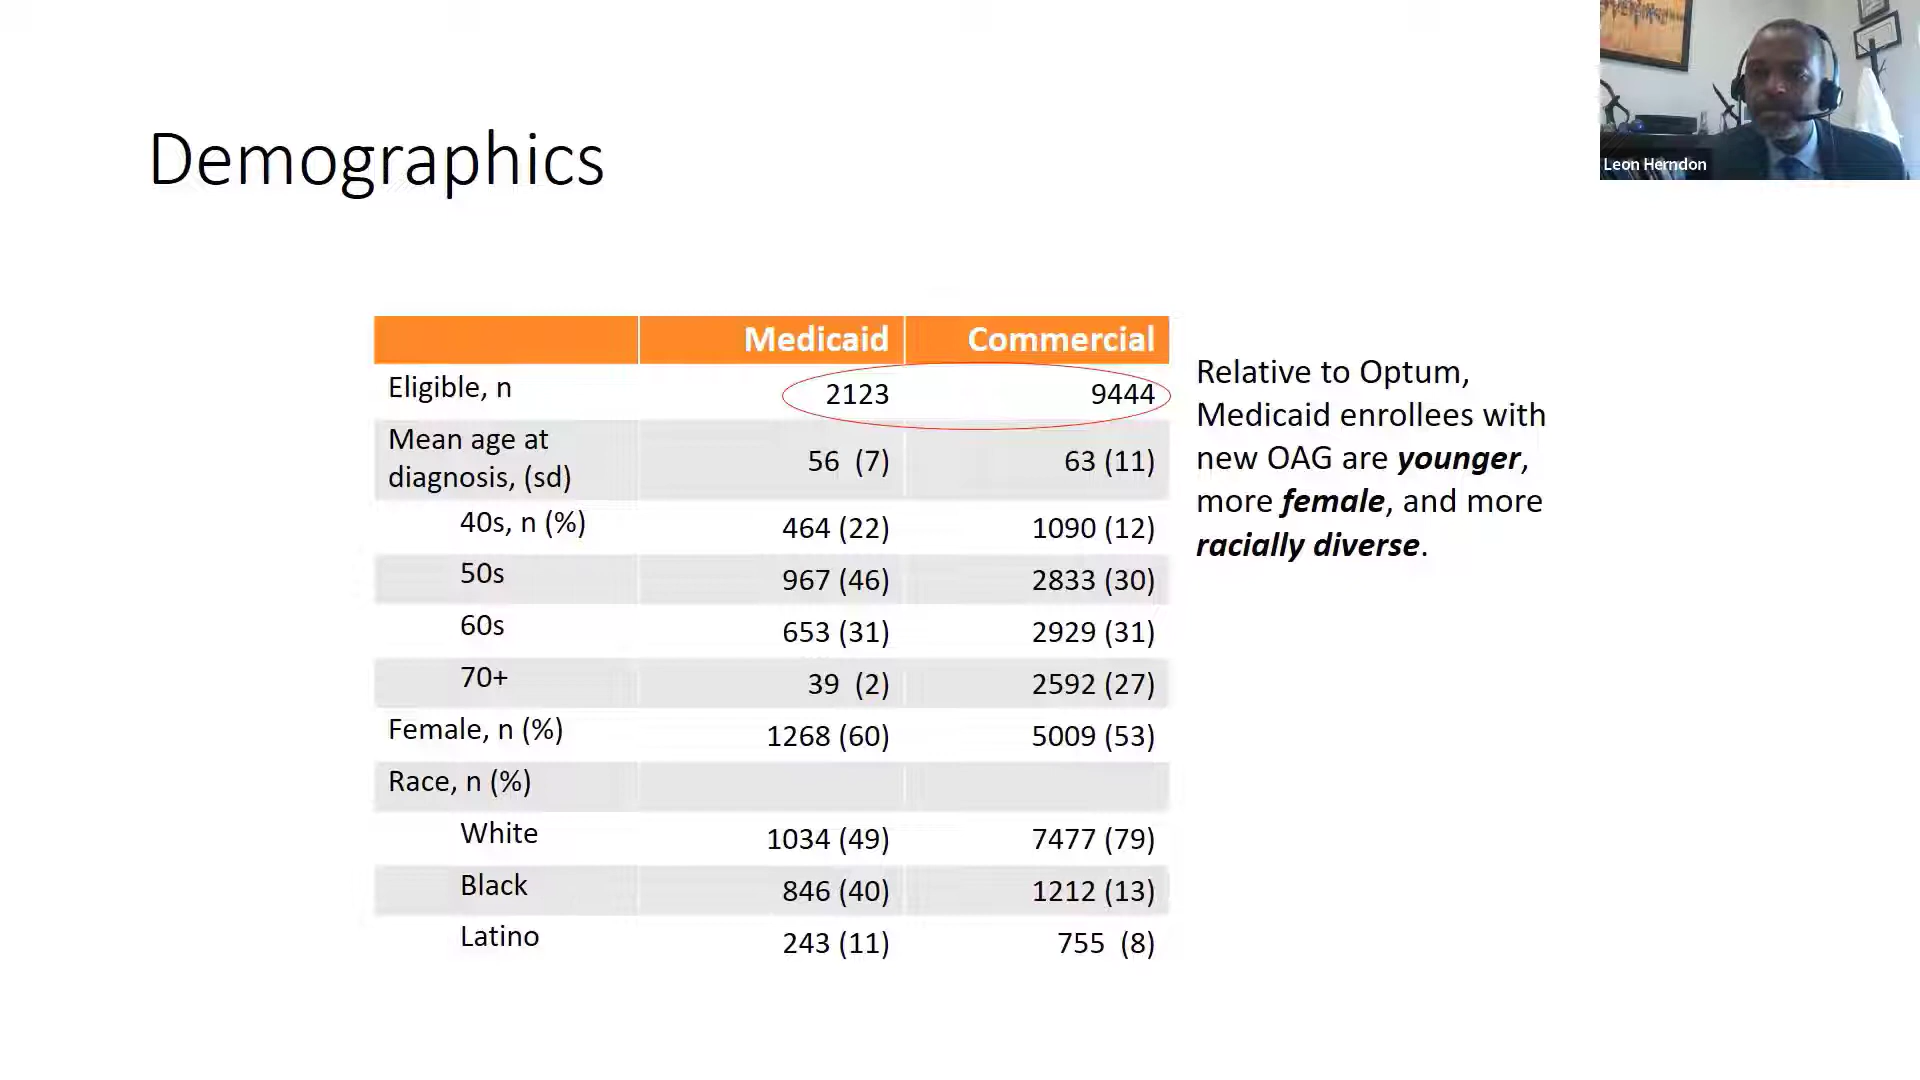 Leon Herndon
Demographics
Medicaid Commercial
Eligible, n 2123 9444
Mean age at
diagnosis, (sd) 56 (7) 63 (11)
40s, n (%) 464 (22) 1090 (12)
50s 967 (46) 2833 (30)
60s 653 (31) 2929 (31)
70+ 39 (2) 2592 (27)
Female, n (%) 1268 (60) 5009 (53)
Race, n (%)
White 1034 (49) 7477 (79)
Black 846 (40) 1212 (13)
Latino 243 (11) 755 (8)
Relative to Optum,
Medicaid enrollees with
new OAG are younger,
more female, and more
racially diverse.